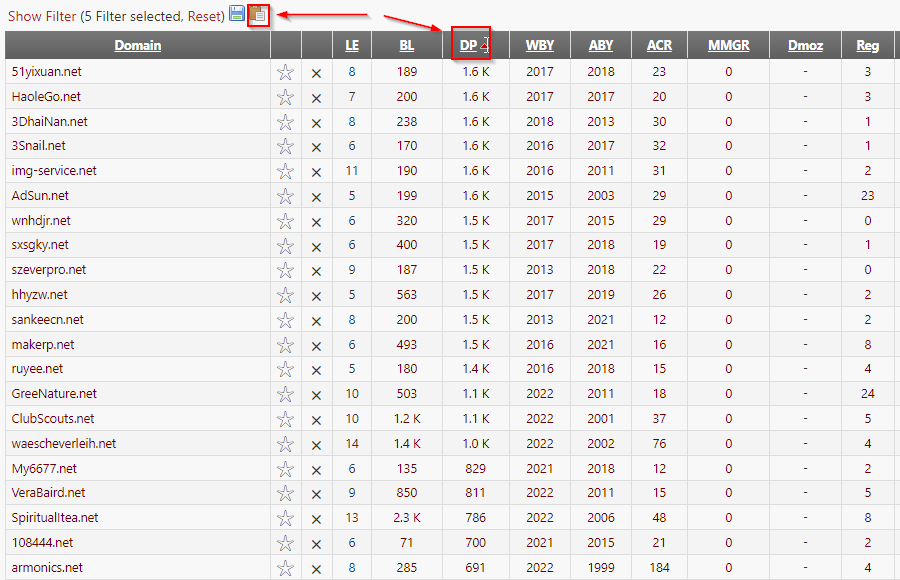 Show Filter (5 Filter selected, Reset)
Domain LE BL DP WBY ABY ACR MMGR Dmoz Reg
51yixuan.net 8 189 1.6 K 2017 2018 23 0 - 3
HaoleGo.net 7 200 1.6 K 2017 2017 20 0 - 3
3DhaiNan.net 8 238 1.6 K 2018 2013 30 0 - 1
3Snail.net 6 170 1.6 K 2016 2017 32 0 - 1
img-service.net 11 190 1.6 K 2016 2011 31 0 - 2
AdSun.net 5 199 1.6 K 2015 2003 29 0 - 23
wnhdjr.net 6 320 1.5 K 2017 2015 29 0 - 0
sxsgky.net 6 400 1.5 K 2017 2018 19 0 - 1
szeverpro.net 9 187 1.5 K 2013 2018 22 0 - 0
hhyzw.net 5 563 1.5 K 2017 2019 26 0 - 2
sankeecn.net 8 200 1.5 K 2013 2021 12 0 - 2
makerp.net 6 493 1.5 K 2016 2021 16 0 - 8
ruyee.net 5 180 1.4 K 2016 2018 15 0 - 4
GreeNature.net 10 503 1.1 K 2022 2011 18 0 - 24
ClubScouts.net 10 1.2 K 1.1 K 2022 2001 37 0 - 5
waescheverleih.net 14 1.4 K 1.0 K 2022 2002 76 0 - 4
My6677.net 6 135 829 2021 2018 12 0 - 2
VeraBaird.net 9 850 811 2022 2011 15 0 - 5
SpiritualItea.net 13 2.3 K 786 2022 2006 48 0 - 8
108444.net 6 71 700 2021 2015 21 0 - 2
armonics.net 8 285 691 2022 1999 184 0 - 4